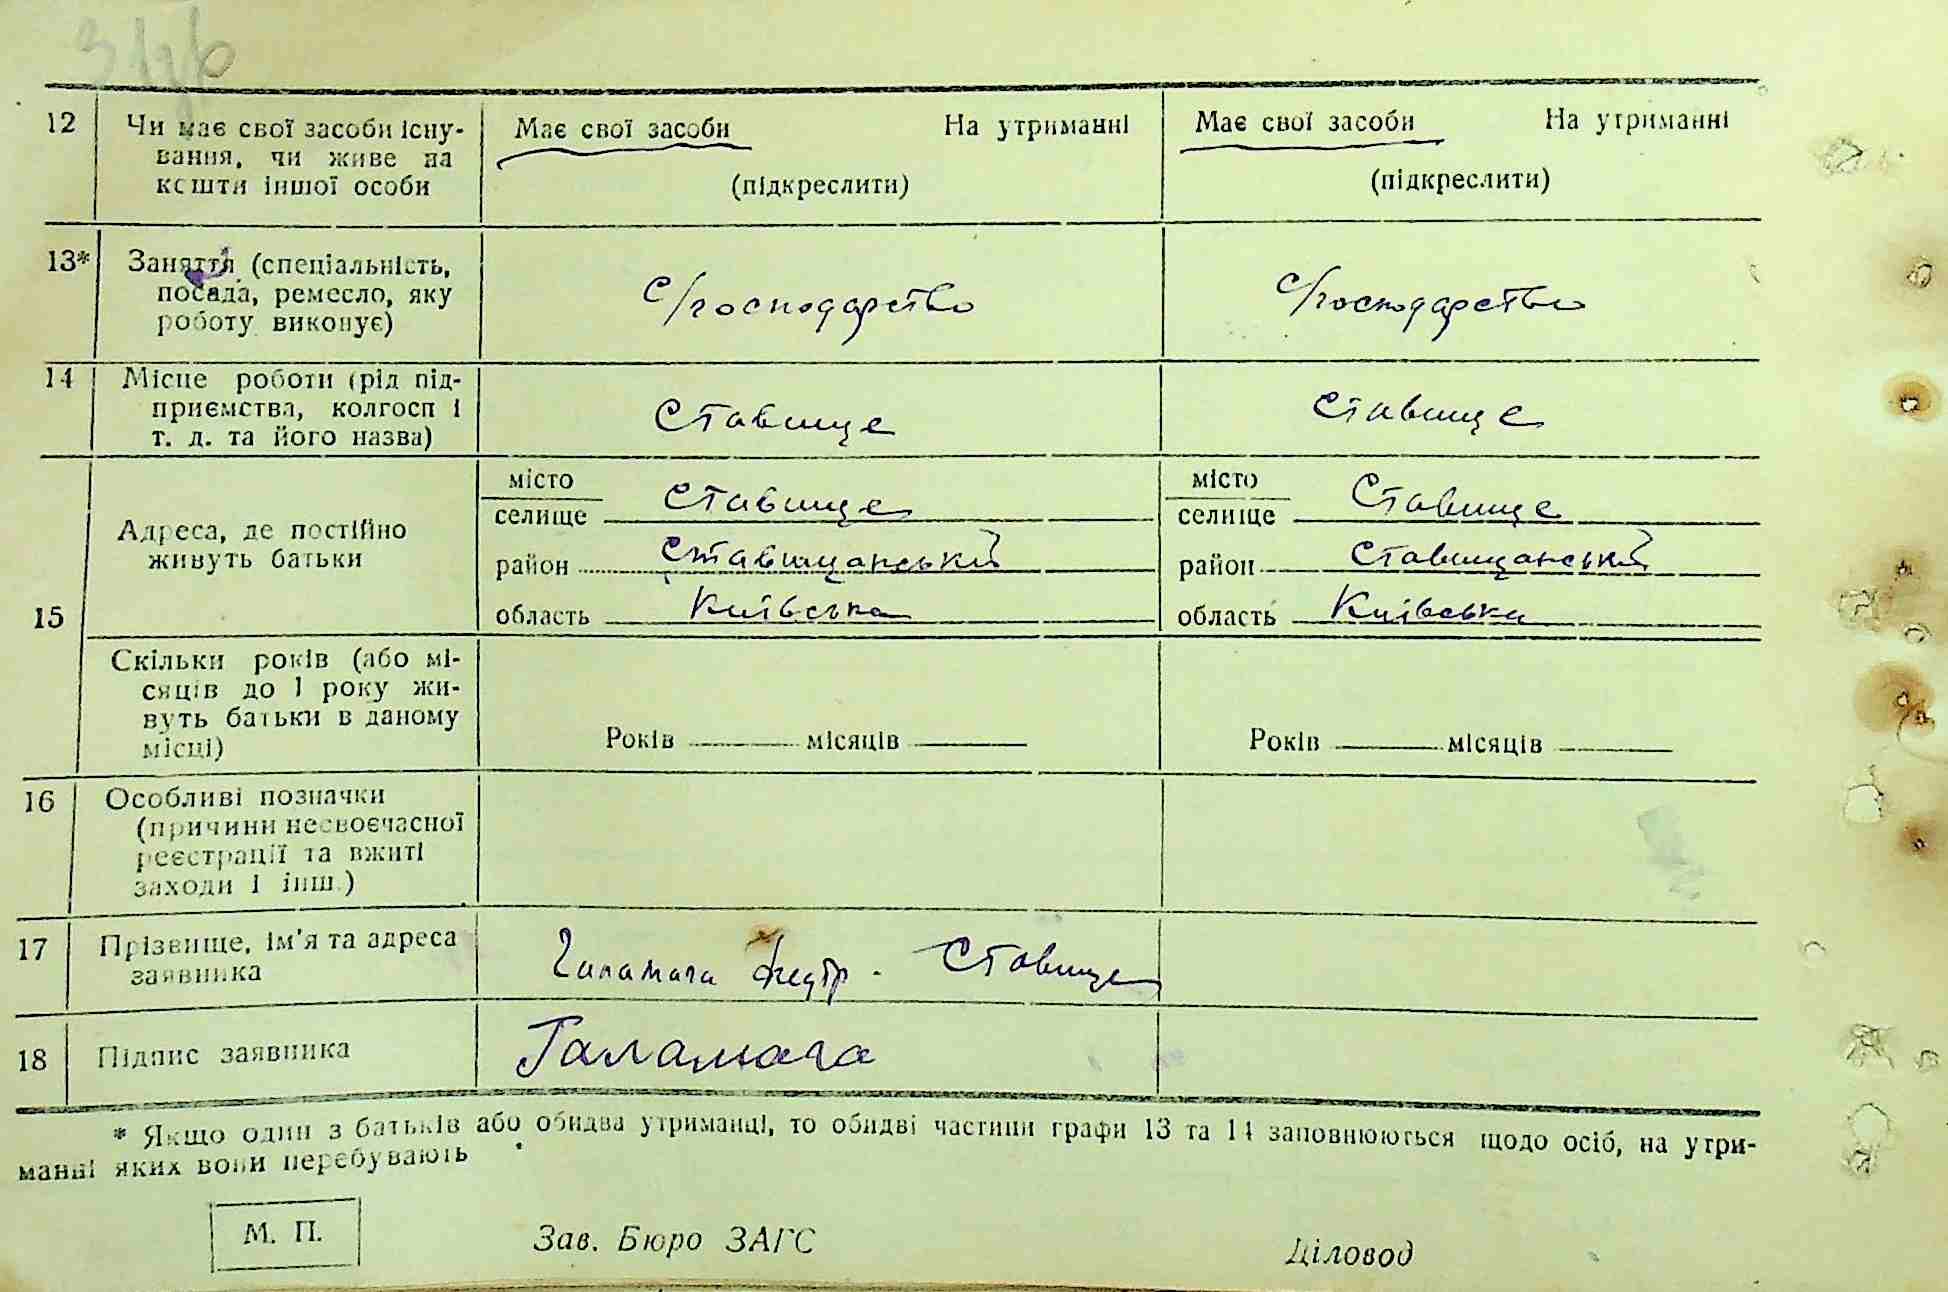 12 Чи має свої засоби існу- Має свої засоби На утриманні Має свої засоби На утриманні
вання, чи живе на
кошти іншої особи (підкреслити) (підкреслити)
13* Заняття (спеціальність,
посада, ремесло, яку с/господарство с/господарство
роботу виконує)
14 Місце роботи (рід під-
приємства, колгосп і Ставище Ставище
т. д. та його назва)
15 Адреса, де постійно
живуть батьки
місто
селище Ставище
район Ставищанський
область Київська
місто
селище Ставище
район Ставищанський
область Київська
Скільки років (або мі-
сяців до 1 року жи-
вуть батьки в даному
місці) Років місяців Років місяців
16 Особливі позначки
(причини несвоєчасної
реєстрації та вжиті
заходи і інш.)
17 Прізвище, ім'я та адреса
заявника Галамага - Ставище
18 Підпис заявника Галамага
* Якщо один з батьків або обидва утриманці, то обидві частини графи 13 та 14 заповнюються щодо осіб, на утри-
манні яких вони перебувають
М. П. Зав. Бюро ЗАГС Діловод